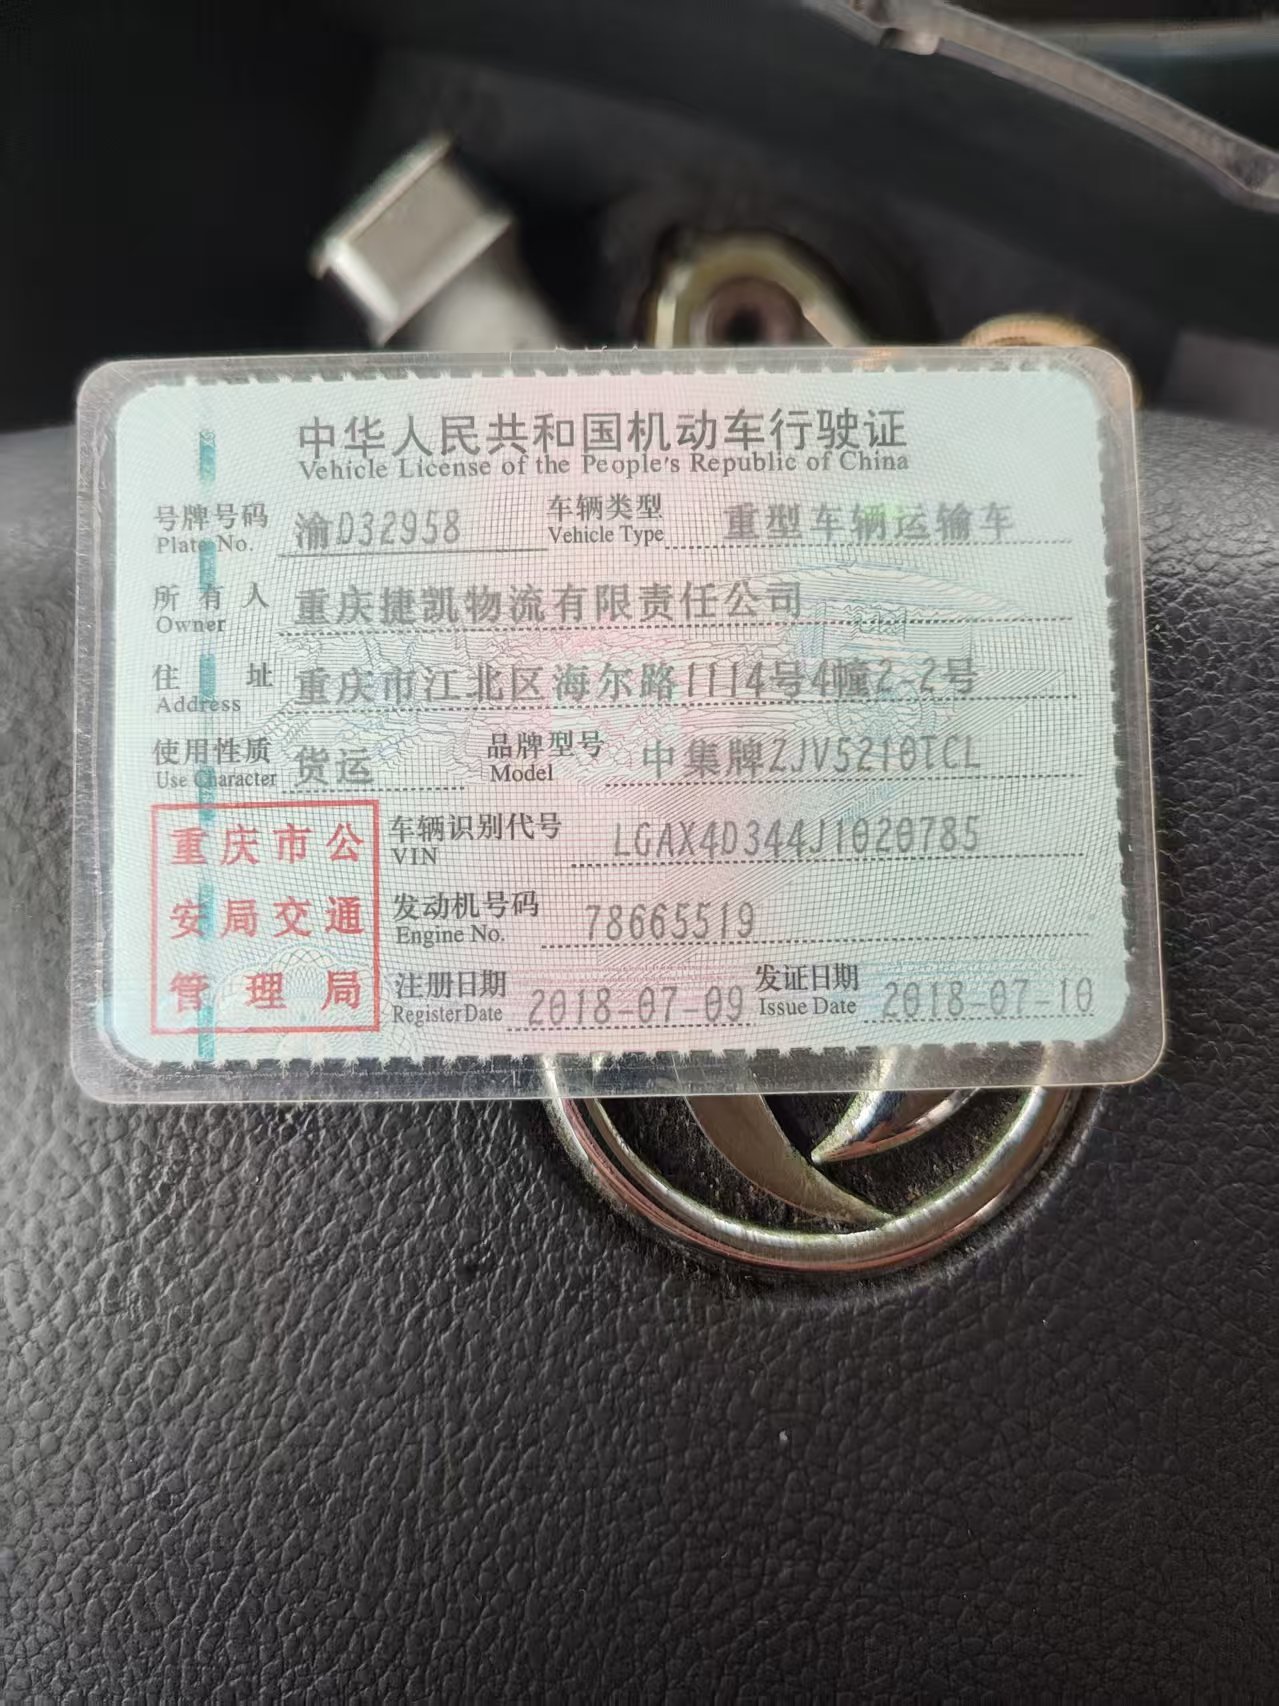 中华人民共和国机动车行驶证
Vehicle License of the People's Republic of China
号牌号码 渝D32958 车辆类型 重型车辆运输车
Plate No. Vehicle Type
所有人 重庆捷凯物流有限责任公司
Owner
住址 重庆市江北区海尔路1114号4幢2-2号
Address
使用性质 货运 品牌型号 中集牌ZJV5210TCL
Use Character Model
重庆市公 车辆识别代号 LGAX4D344J1020785
VIN
安局交通 发动机号码 78665519
Engine No.
管理局 注册日期 2018-07-09 发证日期 2018-07-10
Register Date Issue Date